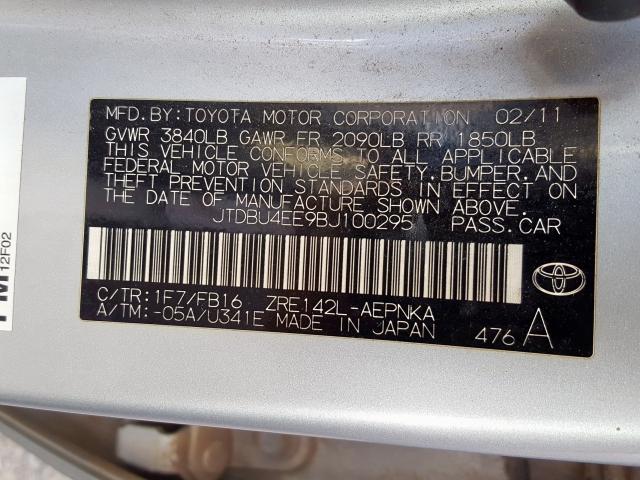 MFD.BY:TOYOTA MOTOR CORPORATION 02/11
GVWR 3840LB GAWR FR 2090LB RR 1850LB
THIS VEHICLE CONFORMS TO ALL APPLICABLE
FEDERAL MOTOR VEHICLE SAFETY,BUMPER,AND
THEFT PREVENTION STANDARDS IN EFFECT ON
THE DATE OF MANUFACTURE SHOWN ABOVE.
JTDBU4EE9BJ100295 PASS.CAR
C/TR:1F7/FB16 ZRE142L-AEPNKA
A/TM:-05A/U341E MADE IN JAPAN
476 A
12F02